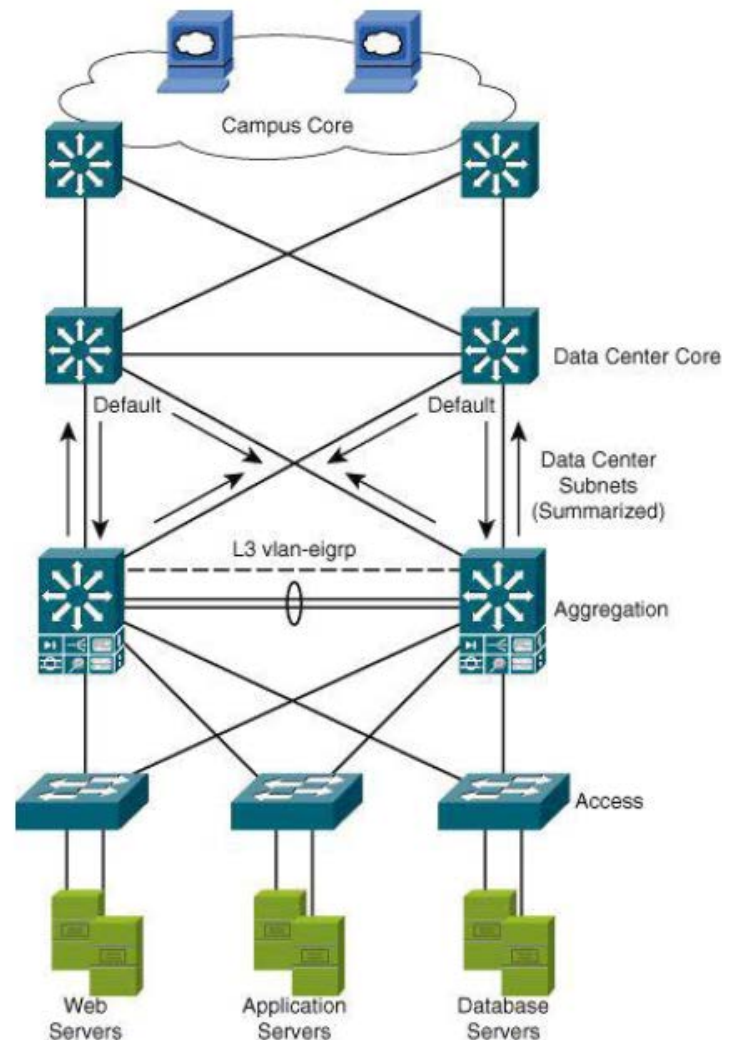 Campus Core
Data Center Core
Default
Default
Data Center
Subnets
(Summarized)
L3 vlan-eigrp
Aggregation
Access
Web
Servers
Application
Servers
Database
Servers